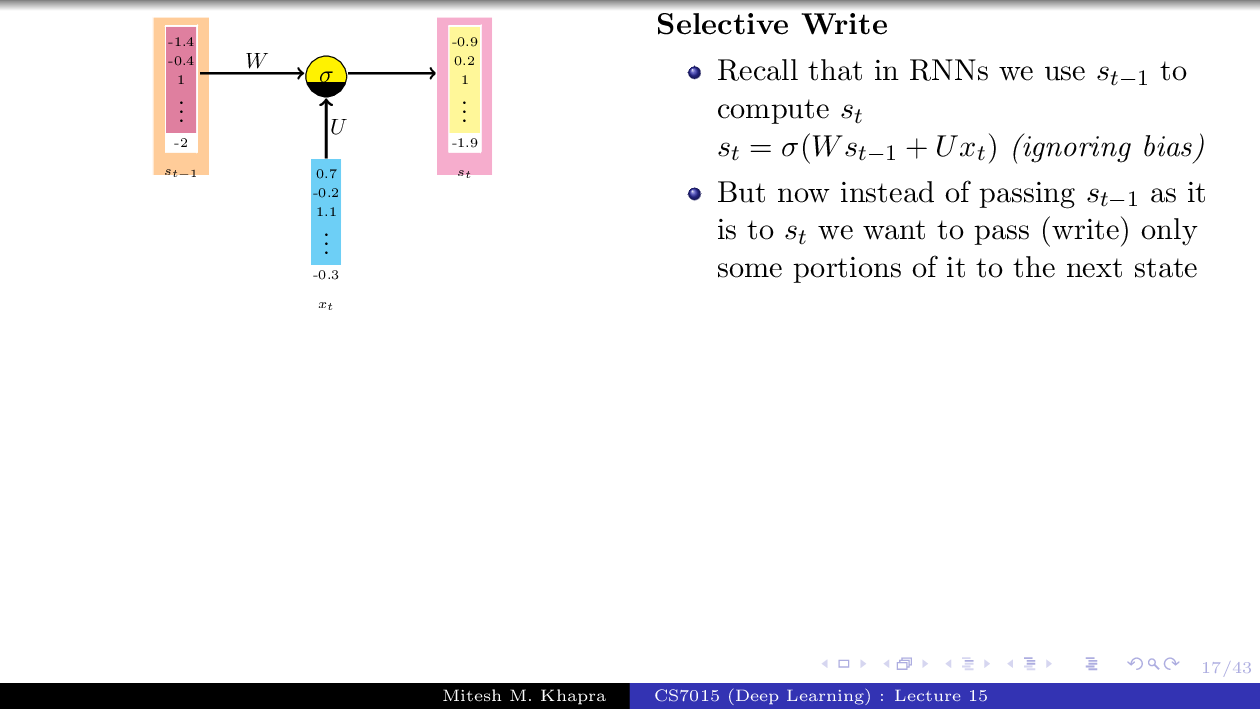 -1.4
-0.4
1
⋮
-2
s_{t−1}
W
σ
U
-0.9
0.2
1
⋮
-1.9
s_t
0.7
-0.2
1.1
⋮
-0.3
x_t
Selective Write
Recall that in RNNs we use s_{t−1} to
compute s_t
s_t = σ(Ws_{t−1} + Ux_t) (ignoring bias)
But now instead of passing s_{t−1} as it
is to s_t we want to pass (write) only
some portions of it to the next state
17/43
Mitesh M. Khapra
CS7015 (Deep Learning) : Lecture 15